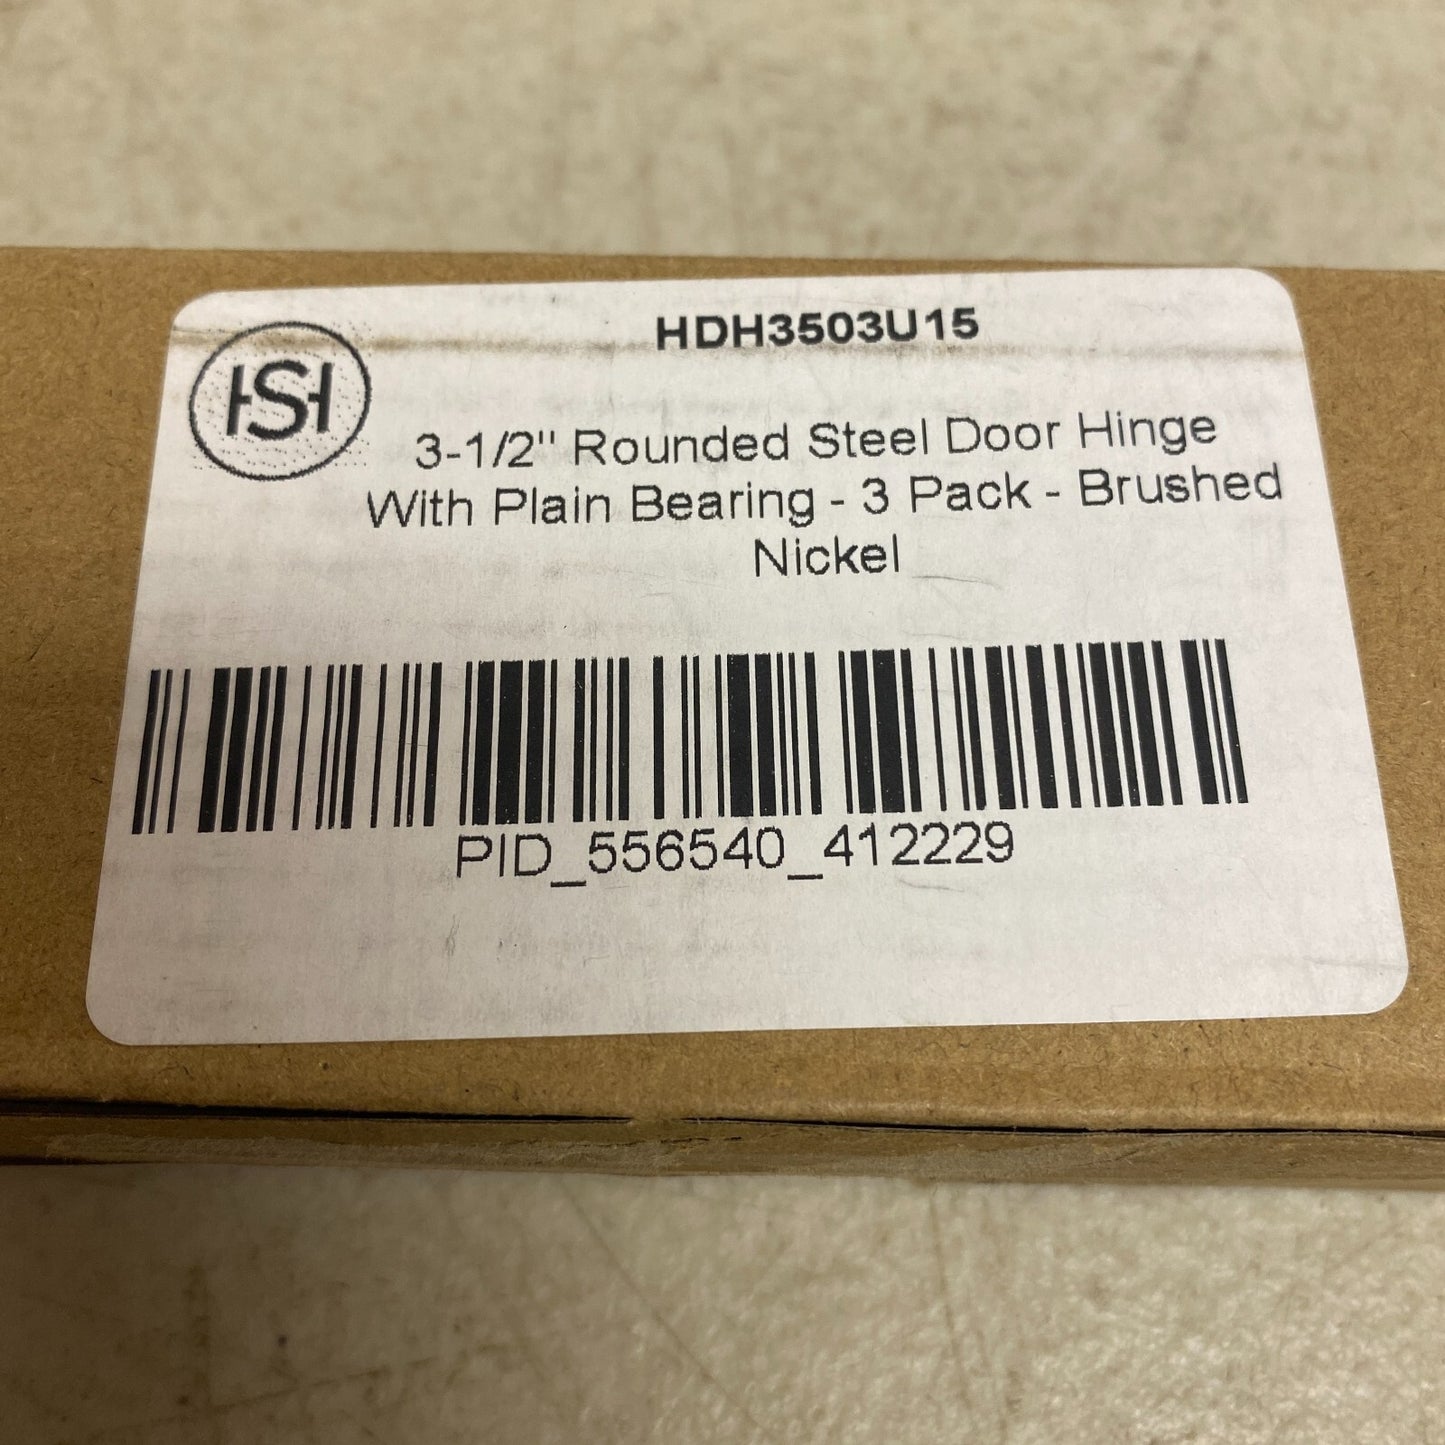 HDH3503U15
HSH
3-1/2" Rounded Steel Door Hinge
With Plain Bearing - 3 Pack - Brushed
Nickel
PID_556540_412229